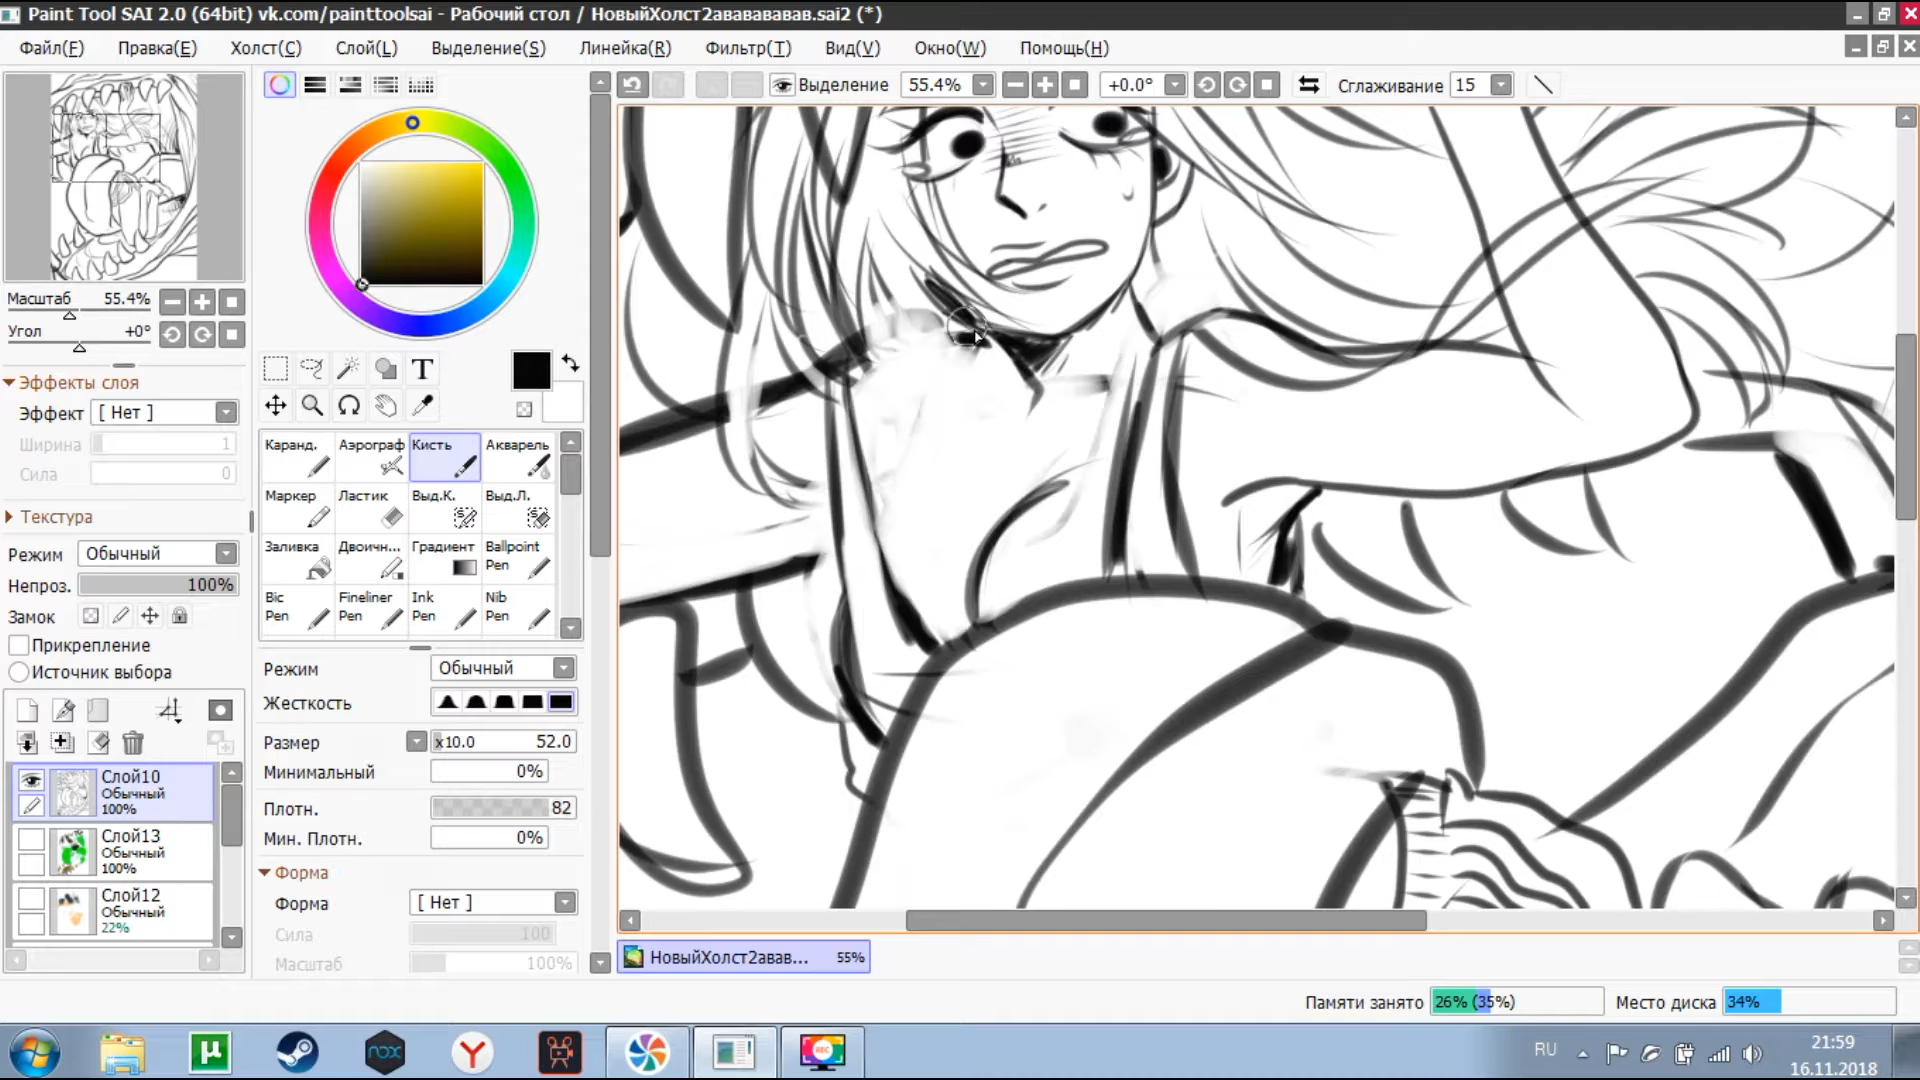 Paint Tool SAI 2.0 (64bit) vk.com/painttoolsai - Рабочий стол / НовыйХолст2авававававав.sai2 (*)
Файл(F) Правка(E) Холст(C) Слой(L) Выделение(S) Линейка(R) Фильтр(T) Вид(V) Окно(W) Помощь(H)
Выделение 55.4% +0.0° Сглаживание 15
Масштаб 55.4%
Угол +0°
Эффекты слоя
Эффект [ Нет ]
Ширина 1
Сила 0
Текстура
Режим Обычный
Непроз. 100%
Замок
Прикрепление
Источник выбора
Слой10
Обычный
100%
Слой13
Обычный
100%
Слой12
Обычный
22%
T
Каранд. Аэрограф Кисть Акварель
Маркер Ластик Выд.К. Выд.Л.
Заливка Двоичн... Градиент Ballpoint Pen
Bic Pen Fineliner Pen Ink Pen Nib Pen
Режим Обычный
Жесткость
Размер x10.0 52.0
Минимальный 0%
Плотн. 82
Мин. Плотн. 0%
Форма
Форма [ Нет ]
Сила 100
Масштаб 100%
НовыйХолст2авав... 55%
Памяти занято 26% (35%) Место диска 34%
µ nox Y REC
RU
21:59
16.11.2018